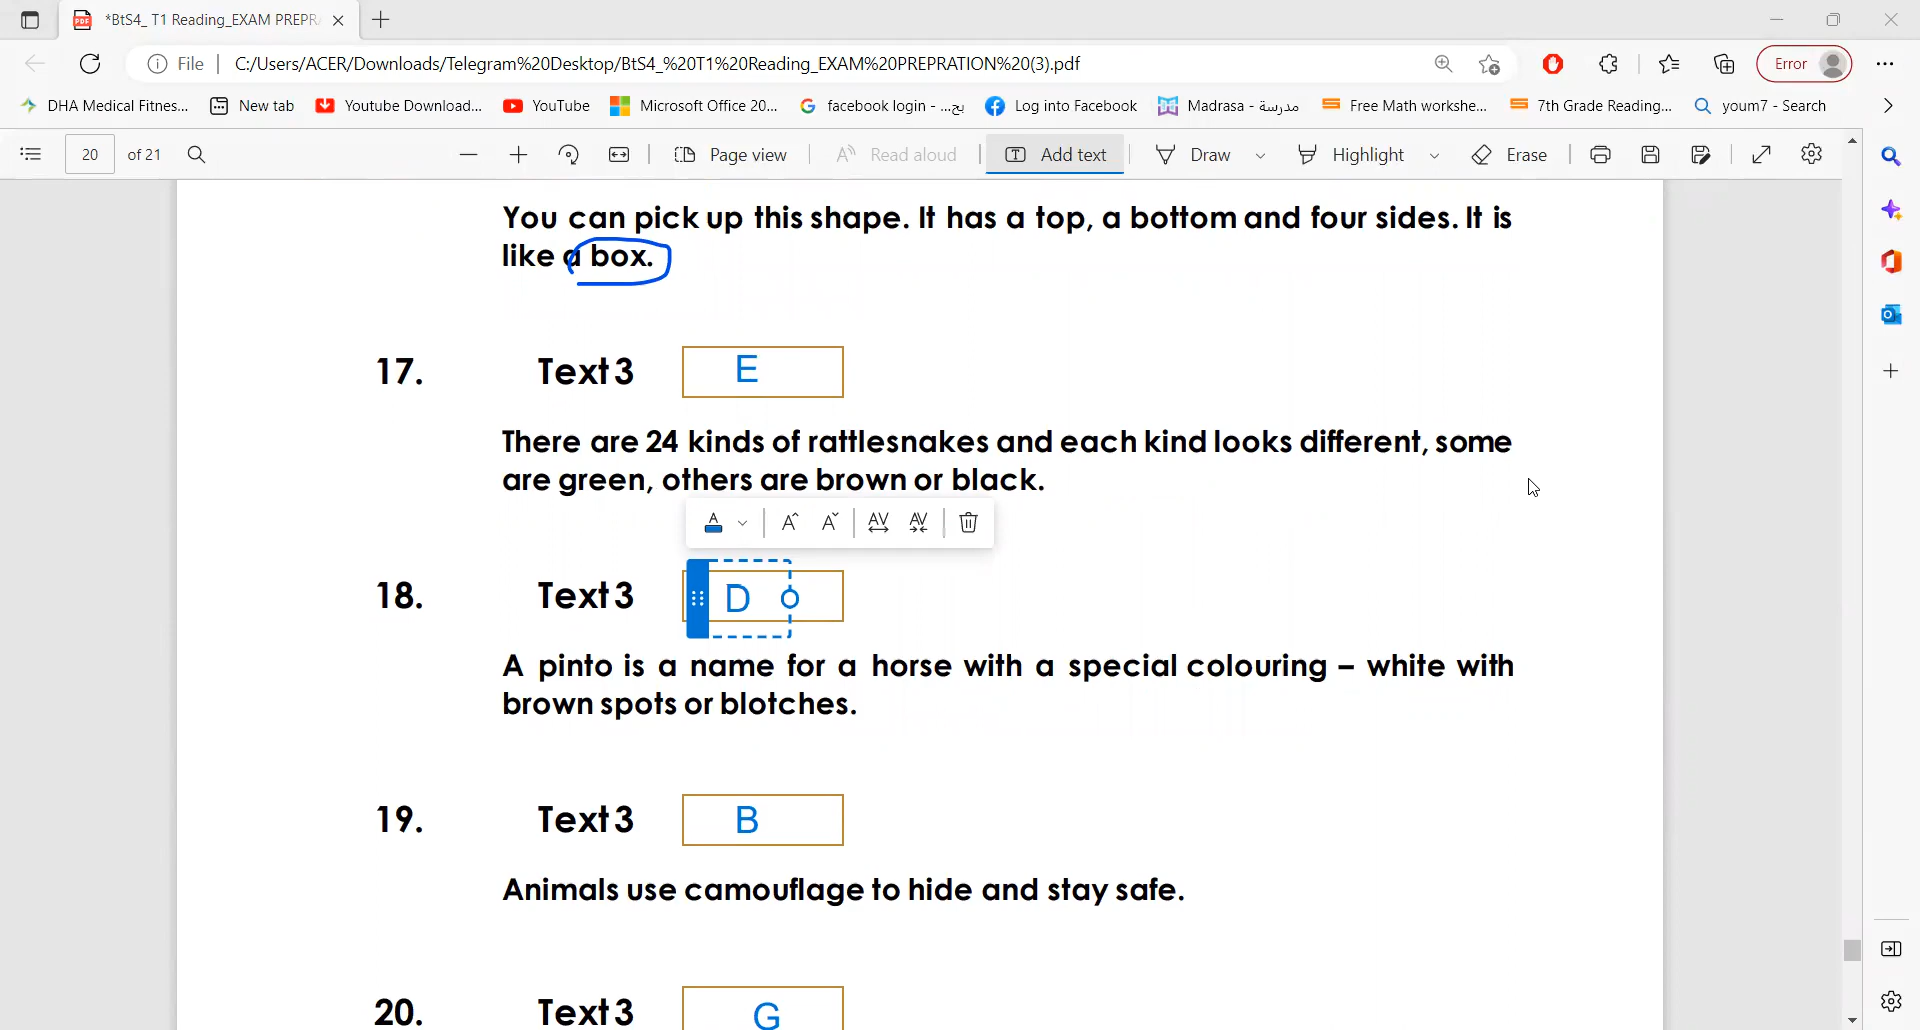 *BtS4_ T1 Reading_EXAM PREPR
File C:/Users/ACER/Downloads/Telegram%20Desktop/BtS4_%20T1%20Reading_EXAM%20PREPRATION%20(3).pdf Error
DHA Medical Fitnes... New tab Youtube Download... YouTube Microsoft Office 20... facebook login - ...بح Log into Facebook Madrasa - مدرسة Free Math workshe... 7th Grade Reading... youm7 - Search
20 of 21 Page view Read aloud Add text Draw Highlight Erase
You can pick up this shape. It has a top, a bottom and four sides. It is
like a box.
17. Text 3 E
There are 24 kinds of rattlesnakes and each kind looks different, some
are green, others are brown or black.
18. Text 3 D
A pinto is a name for a horse with a special colouring – white with
brown spots or blotches.
19. Text 3 B
Animals use camouflage to hide and stay safe.
20. Text 3 G